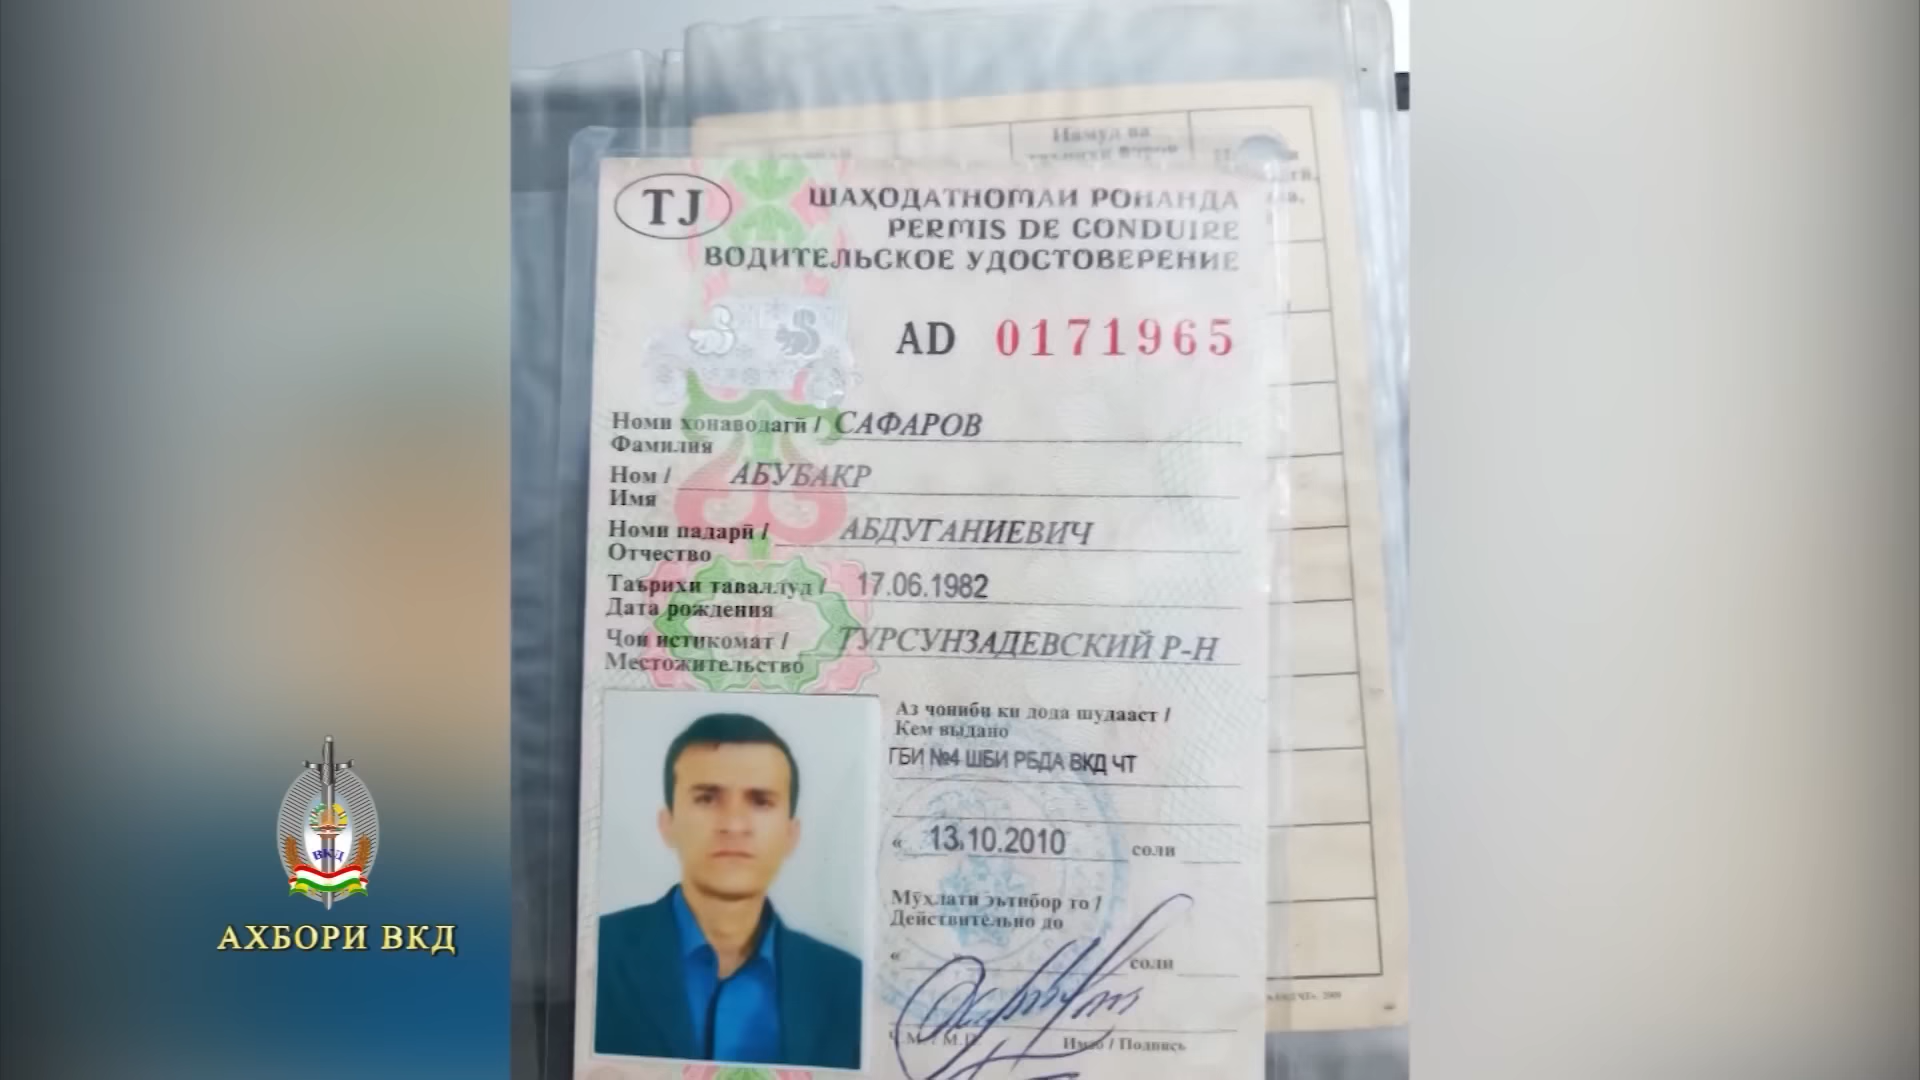 Намуд ва
TJ
ШАҲОДАТНОМАИ РОНАНДА
PERMIS DE CONDUIRE
ВОДИТЕЛЬСКОЕ УДОСТОВЕРЕНИЕ
AD 0171965
Номи хонаводагӣ / САФАРОВ
Фамилия
Ном / АБУБАКР
Имя
Номи падарӣ / АБДУГАНИЕВИЧ
Отчество
Таърихи таваллуд / 17.06.1982
Дата рождения
Ҷои истиқомат / ТУРСУНЗАДЕВСКИЙ Р-Н
Местожительство
Аз ҷониби ки дода шудааст /
Кем выдано
ГБИ №4 ШБИ РБДА ВКД ЧТ
« 13.10.2010 соли
Мӯҳлати эътибор то /
Действительно до
« соли
Ҷ.М. / М.П.
Имзо / Подпись
ВКД
АХБОРИ ВКД